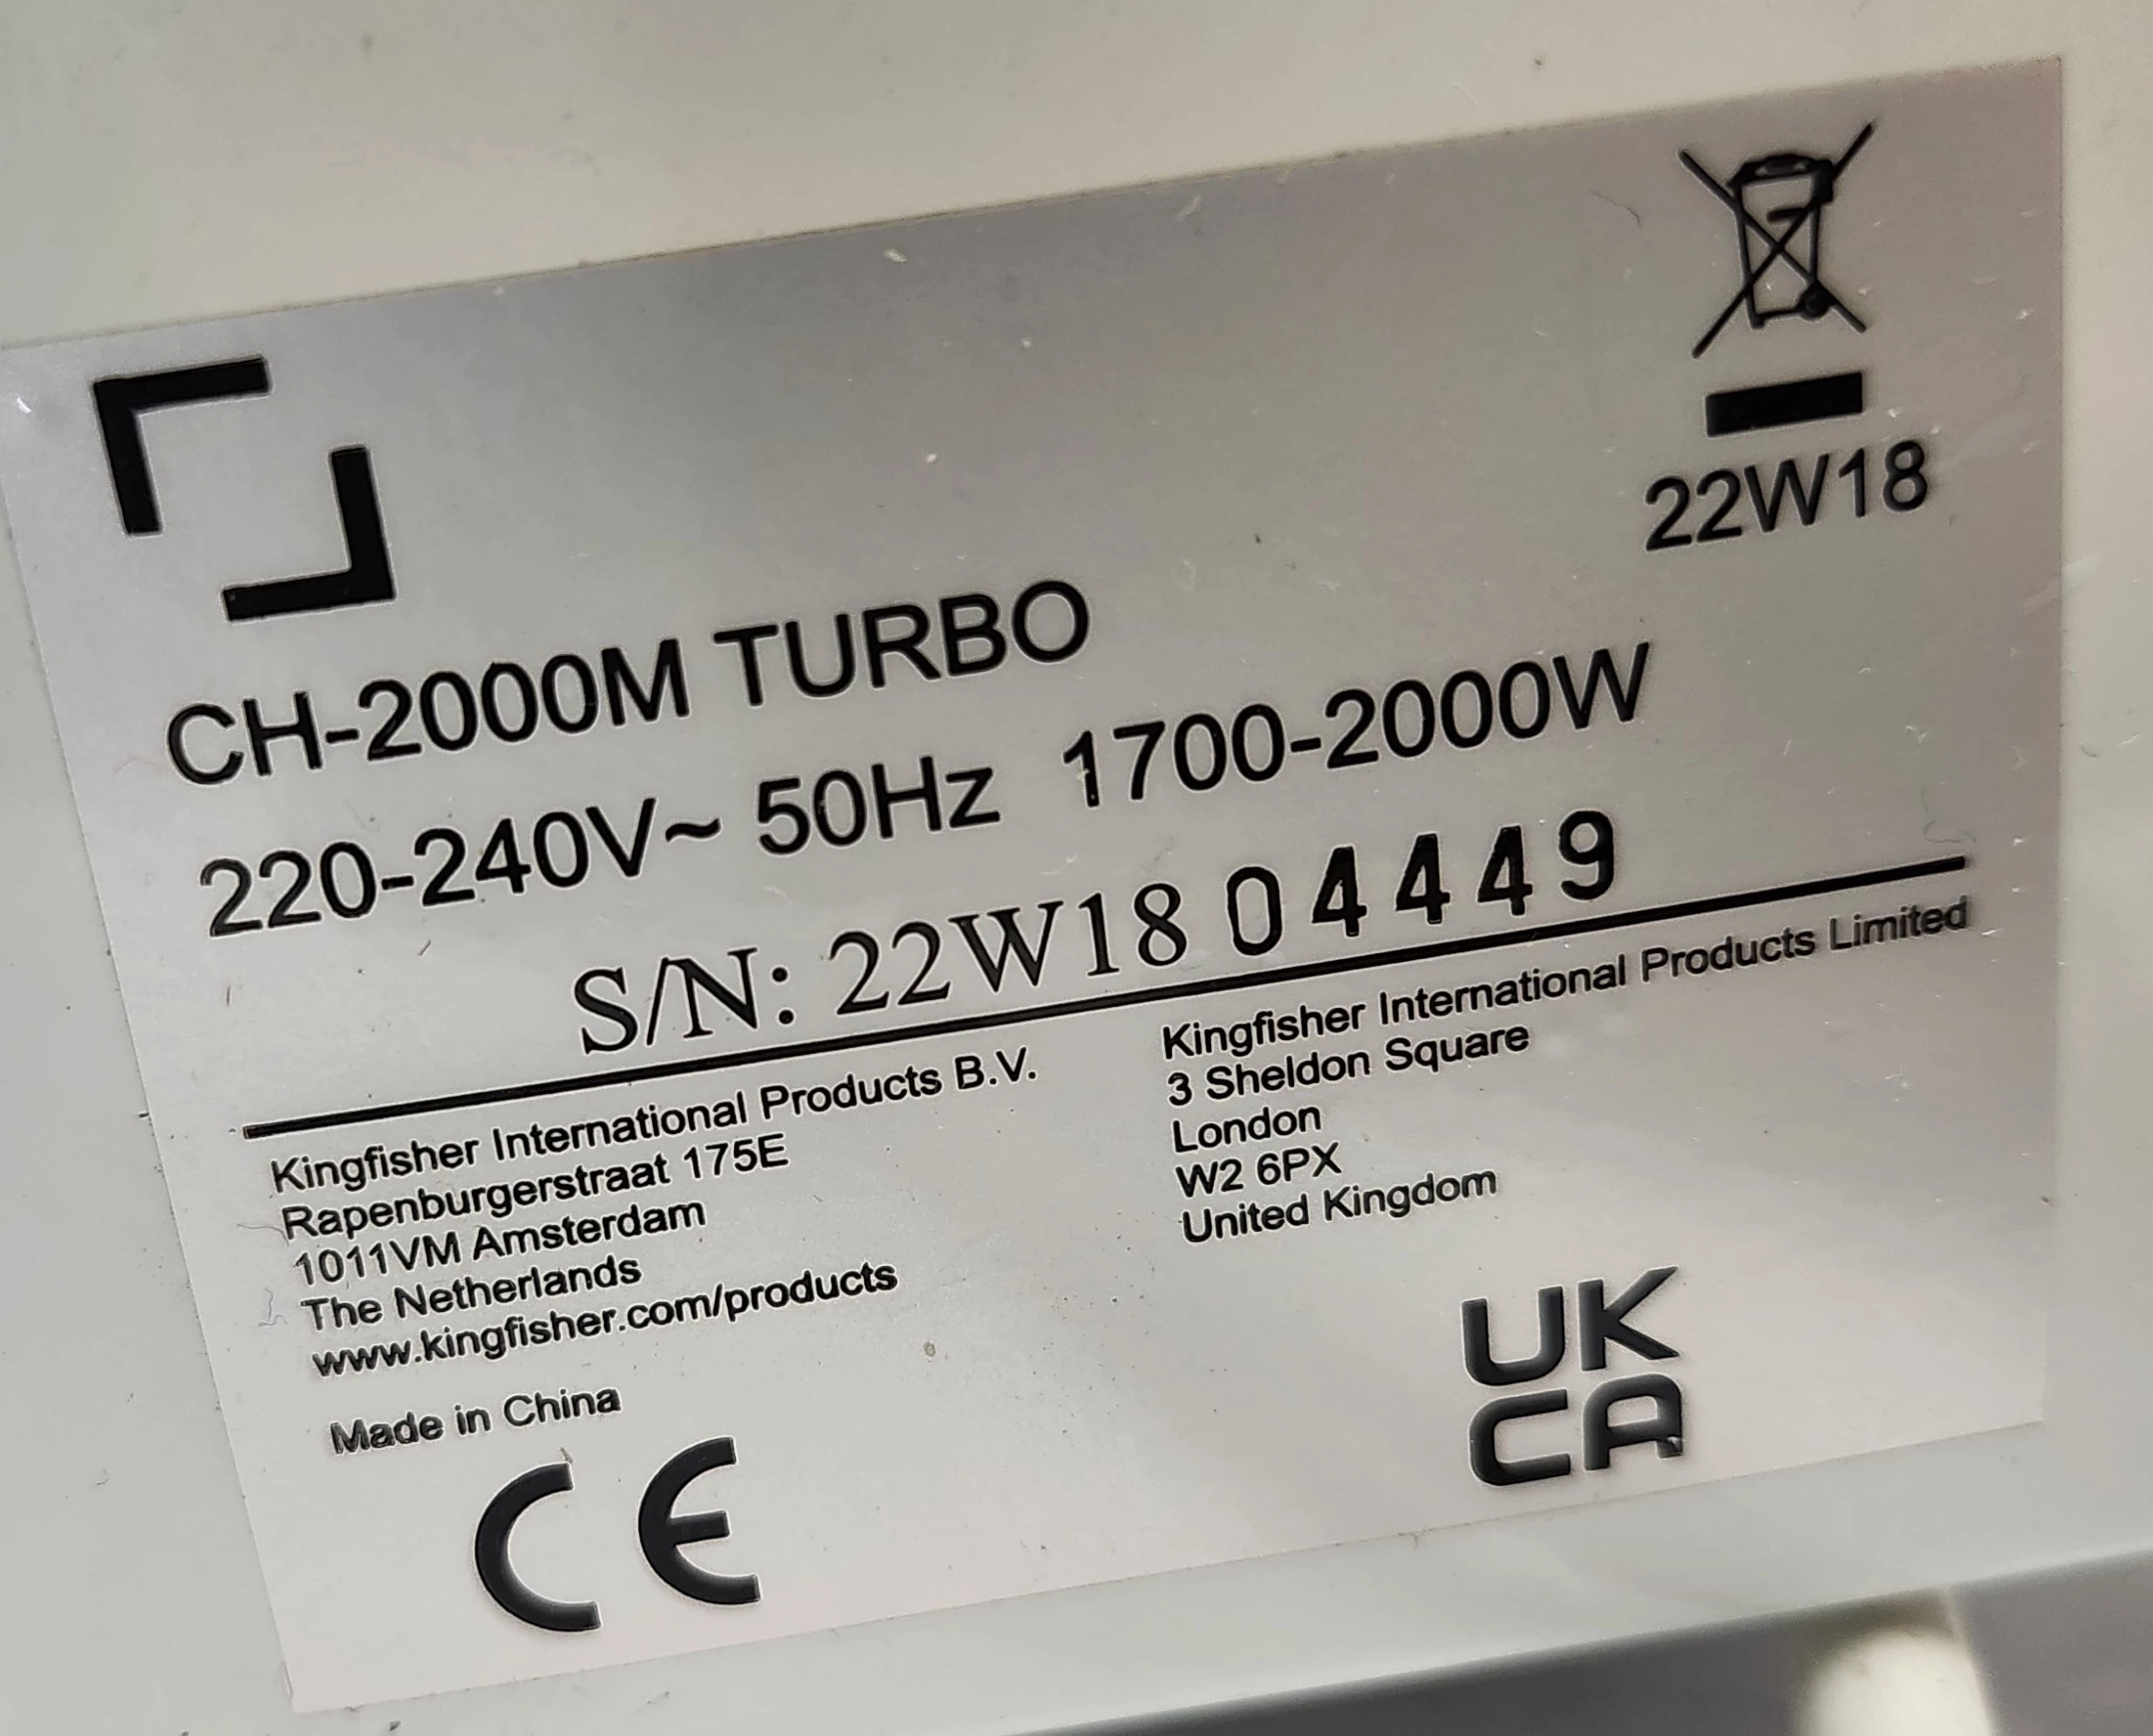 22W18
CH-2000M TURBO
220-240V~ 50Hz 1700-2000W
S/N: 22W18 04449
Kingfisher International Products B.V.
Rapenburgerstraat 175E
1011VM Amsterdam
The Netherlands
www.kingfisher.com/products
Kingfisher International Products Limited
3 Sheldon Square
London
W2 6PX
United Kingdom
Made in China
CE
UK
CA